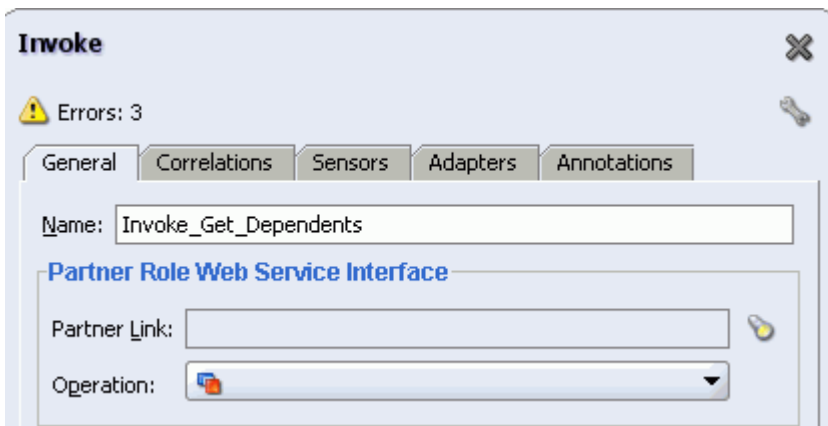 Invoke
Errors: 3
General Correlations Sensors Adapters Annotations
Name: Invoke_Get_Dependents
Partner Role Web Service Interface
Partner Link:
Operation: